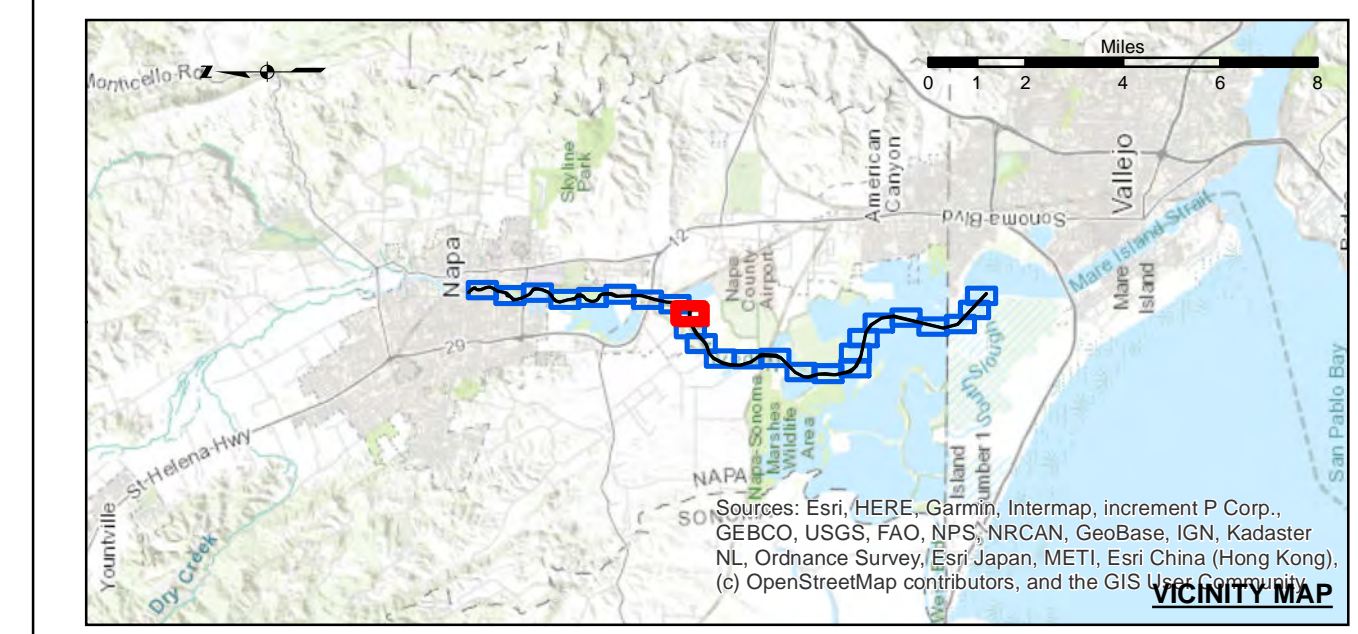 Miles
0 1 2 4 6 8
Monticello-Rd
Z
Skyline
Park
Napa
American
Canyon
Vallejo
Sonoma-Blvd
12
Napa
County
Airport
Mare Island Strait
Mare
Island
29
South Slough
Napa-Sonoma
Marshes
Wildlife
Area
Island
Number 1
San Pablo Bay
St-Helena-Hwy
NAPA
Yountville
Dry Creek
Sources: Esri, HERE, Garmin, Intermap, increment P Corp.,
GEBCO, USGS, FAO, NPS, NRCAN, GeoBase, IGN, Kadaster
NL, Ordnance Survey, Esri Japan, METI, Esri China (Hong Kong),
(c) OpenStreetMap contributors, and the GIS User Community
VICINITY MAP